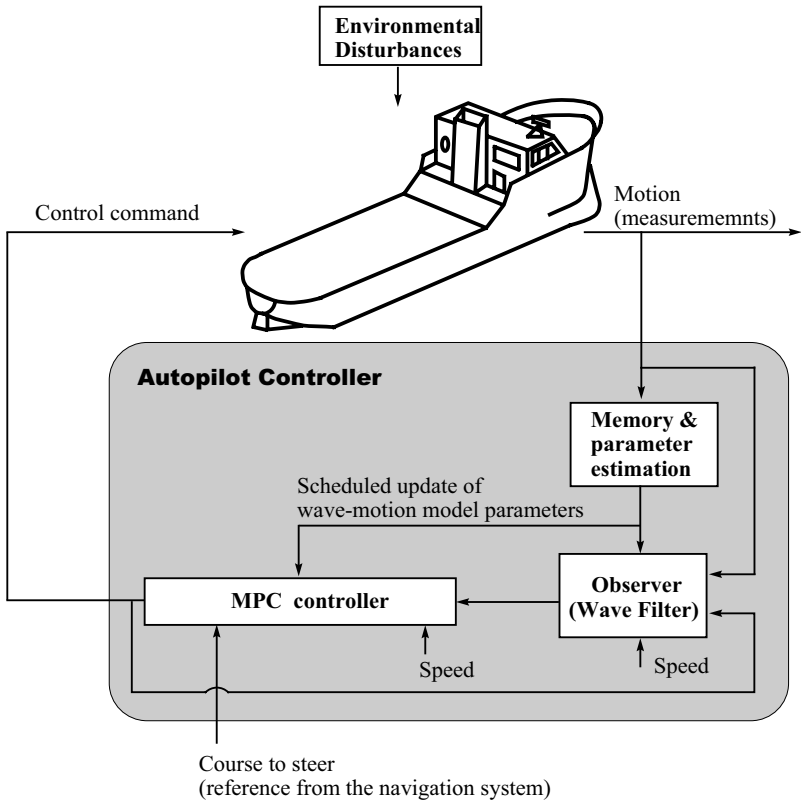 Environmental
Disturbances
Control command
Motion
(measurememnts)
Autopilot Controller
Memory &
parameter
estimation
Scheduled update of
wave-motion model parameters
MPC controller
Observer
(Wave Filter)
Speed
Speed
Course to steer
(reference from the navigation system)